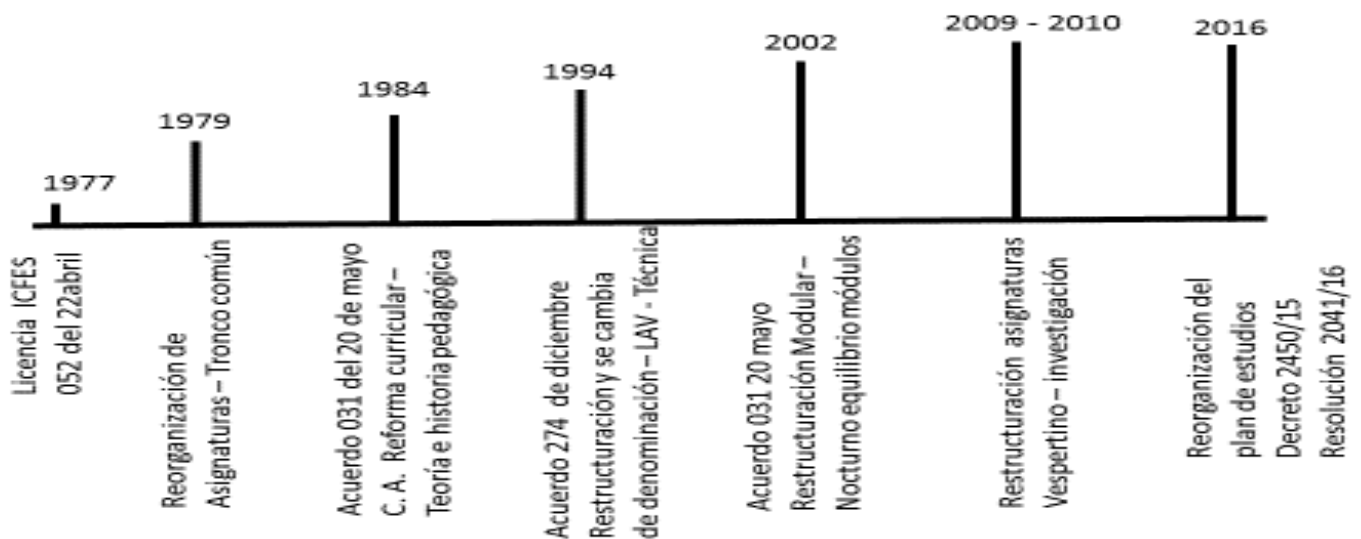 1977
1979
1984
1994
2002
2009 - 2010
2016
Licencia ICFES
052 del 22abril
Reorganización de
Asignaturas – Tronco común
Acuerdo 031 del 20 de mayo
C. A. Reforma curricular –
Teoría e historia pedagógica
Acuerdo 274 de diciembre
Restructuración y se cambia
de denominación – LAV - Técnica
Acuerdo 031 20 mayo
Restructuración Modular –
Nocturno equilibrio módulos
Restructuración asignaturas
Vespertino – investigación
Reorganización del
plan de estudios
Decreto 2450/15
Resolución 2041/16